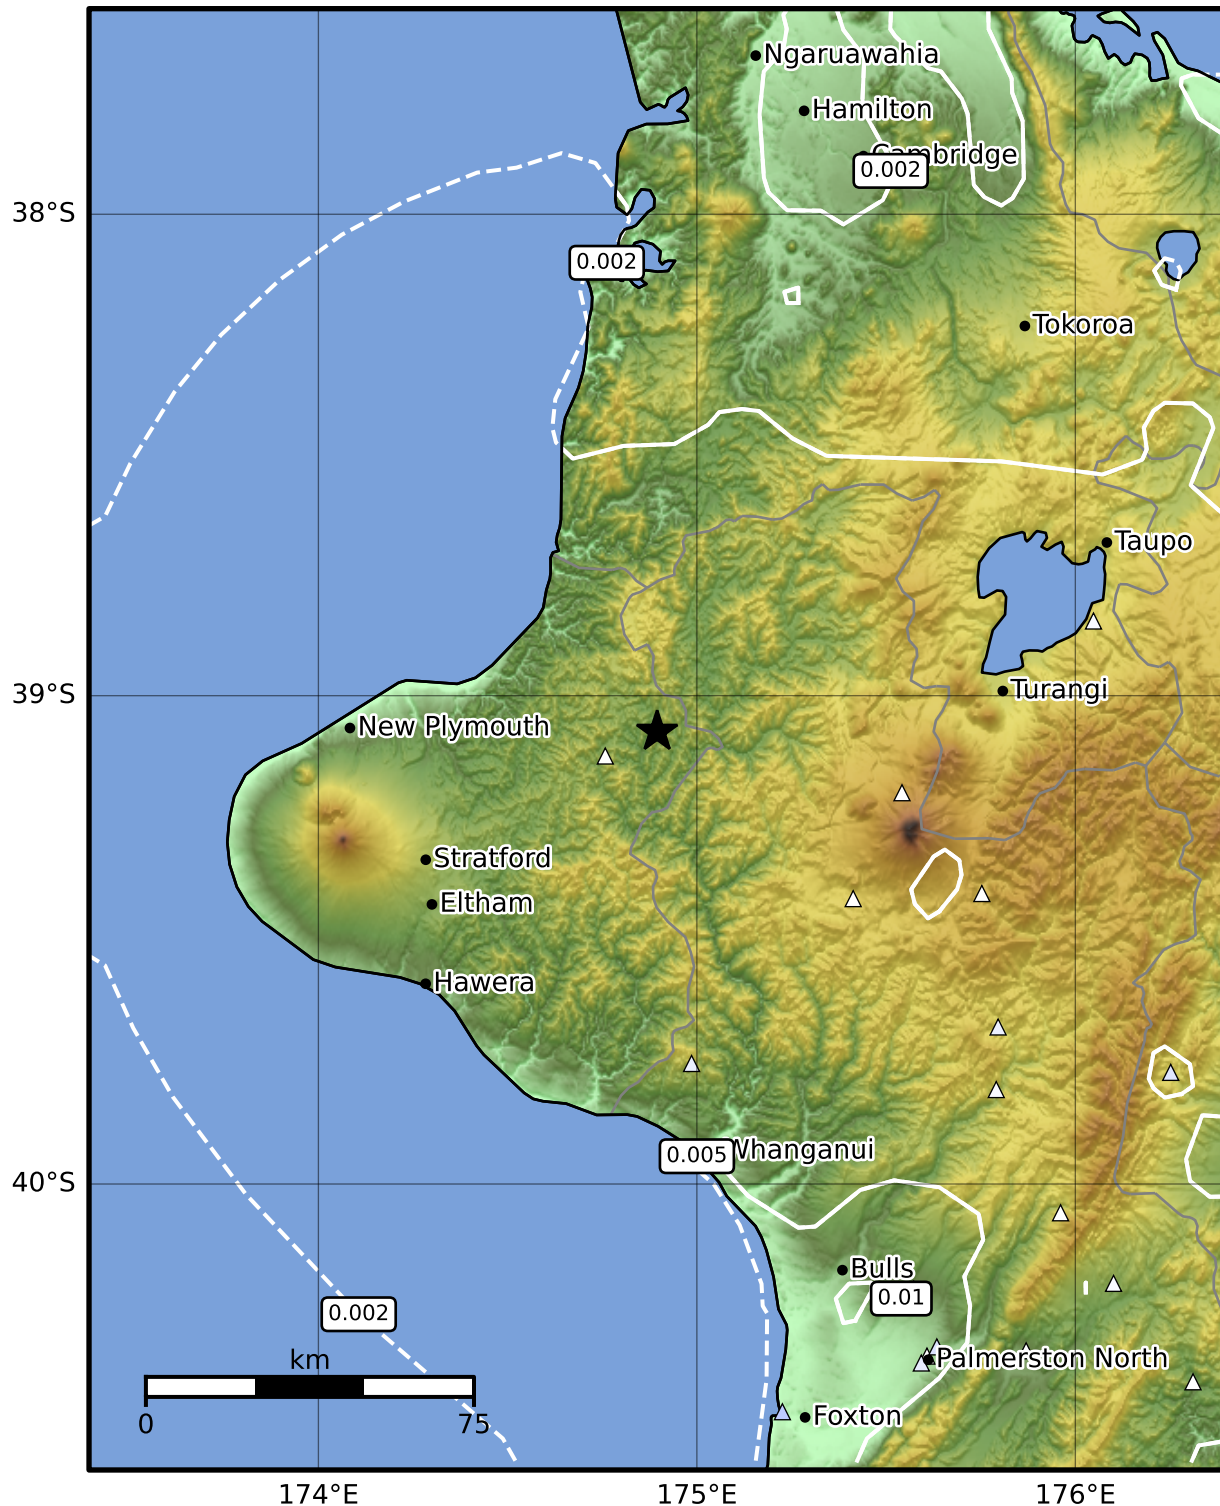 Ngaruawahia
Hamilton
Cambridge
0.002
38°S
0.002
Tokoroa
Taupo
39°S
Turangi
New Plymouth
Stratford
Eltham
Hawera
Whanganui
0.005
40°S
Bulls
0.01
0.002
km
Palmerston North
0
75
Foxton
174°E
175°E
176°E